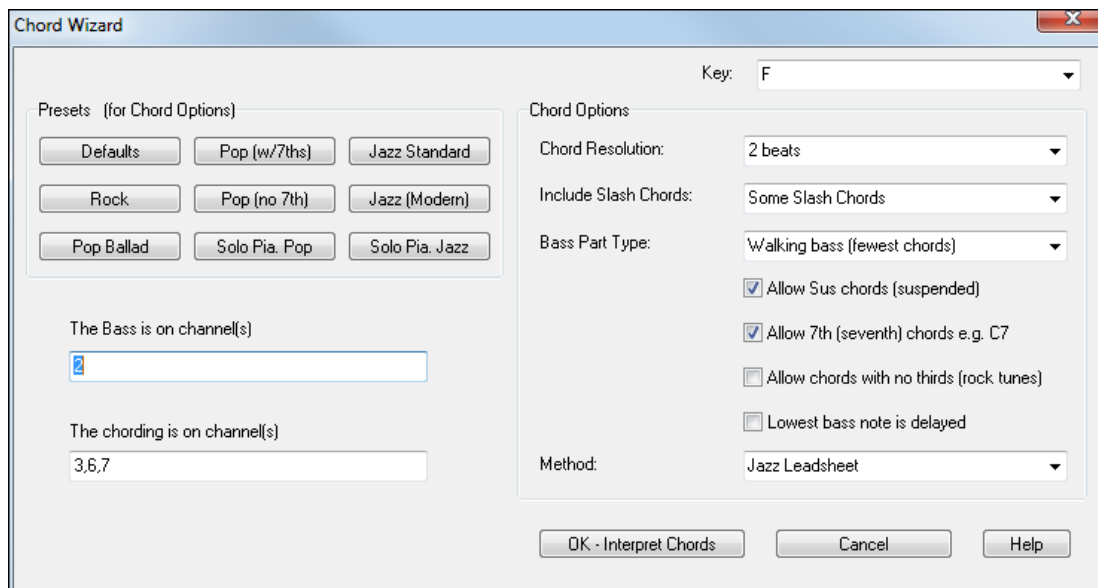 Chord Wizard
Key: F
Presets (for Chord Options)
Defaults Pop (w/7ths) Jazz Standard
Rock Pop (no 7th) Jazz (Modern)
Pop Ballad Solo Pia. Pop Solo Pia. Jazz
The Bass is on channel(s)
2
The chording is on channel(s)
3,6,7
Chord Options
Chord Resolution: 2 beats
Include Slash Chords: Some Slash Chords
Bass Part Type: Walking bass (fewest chords)
Allow Sus chords (suspended)
Allow 7th (seventh) chords e.g. C7
Allow chords with no thirds (rock tunes)
Lowest bass note is delayed
Method: Jazz Leadsheet
OK - Interpret Chords Cancel Help